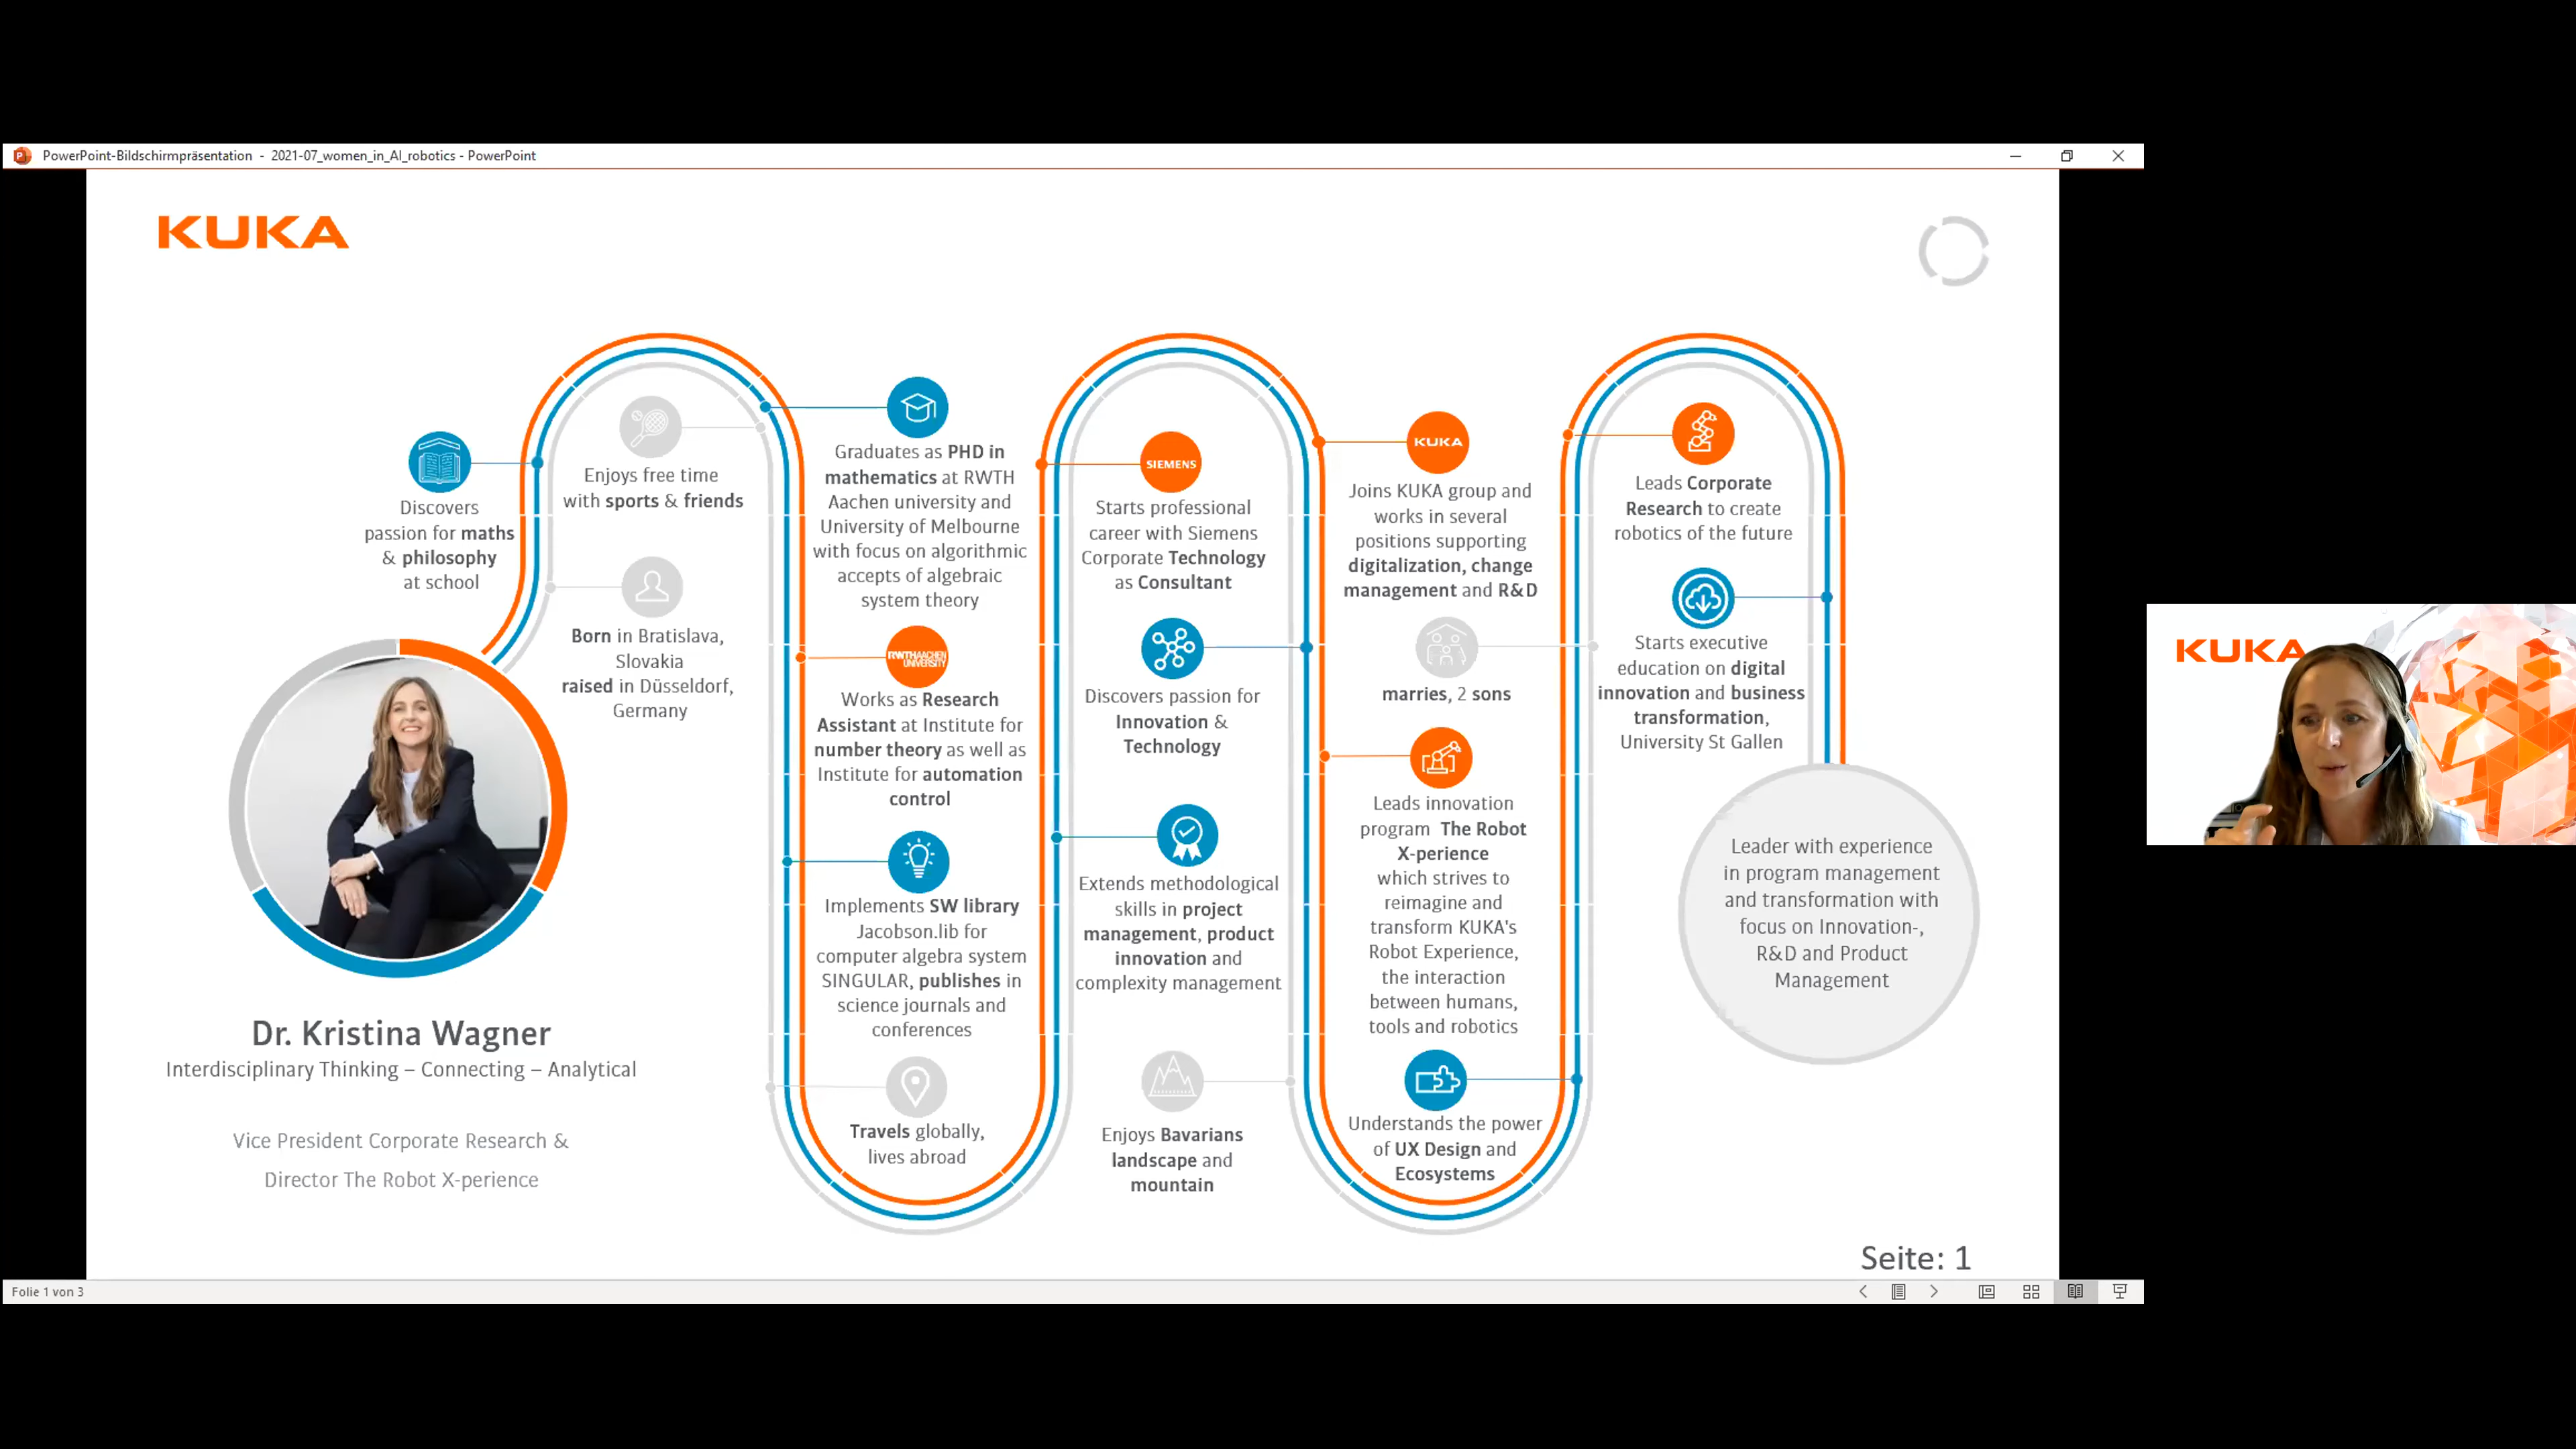 PowerPoint-Bildschirmpräsentation - 2021-07_women_in_AI_robotics - PowerPoint
KUKA
Discovers
passion for maths
& philosophy
at school
Enjoys free time
with sports & friends
Born in Bratislava,
Slovakia
raised in Düsseldorf,
Germany
Dr. Kristina Wagner
Interdisciplinary Thinking – Connecting – Analytical
Vice President Corporate Research &
Director The Robot X-perience
Graduates as PHD in
mathematics at RWTH
Aachen university and
University of Melbourne
with focus on algorithmic
accepts of algebraic
system theory
RWTHAACHEN
UNIVERSITY
Works as Research
Assistant at Institute for
number theory as well as
Institute for automation
control
Implements SW library
Jacobson.lib for
computer algebra system
SINGULAR, publishes in
science journals and
conferences
Travels globally,
lives abroad
SIEMENS
Starts professional
career with Siemens
Corporate Technology
as Consultant
Discovers passion for
Innovation &
Technology
Extends methodological
skills in project
management, product
innovation and
complexity management
Enjoys Bavarians
landscape and
mountain
KUKA
Joins KUKA group and
works in several
positions supporting
digitalization, change
management and R&D
marries, 2 sons
Leads innovation
program The Robot
X-perience
which strives to
reimagine and
transform KUKA's
Robot Experience,
the interaction
between humans,
tools and robotics
Understands the power
of UX Design and
Ecosystems
Leads Corporate
Research to create
robotics of the future
Starts executive
education on digital
innovation and business
transformation,
University St Gallen
Leader with experience
in program management
and transformation with
focus on Innovation-,
R&D and Product
Management
Seite: 1
Folie 1 von 3
KUKA